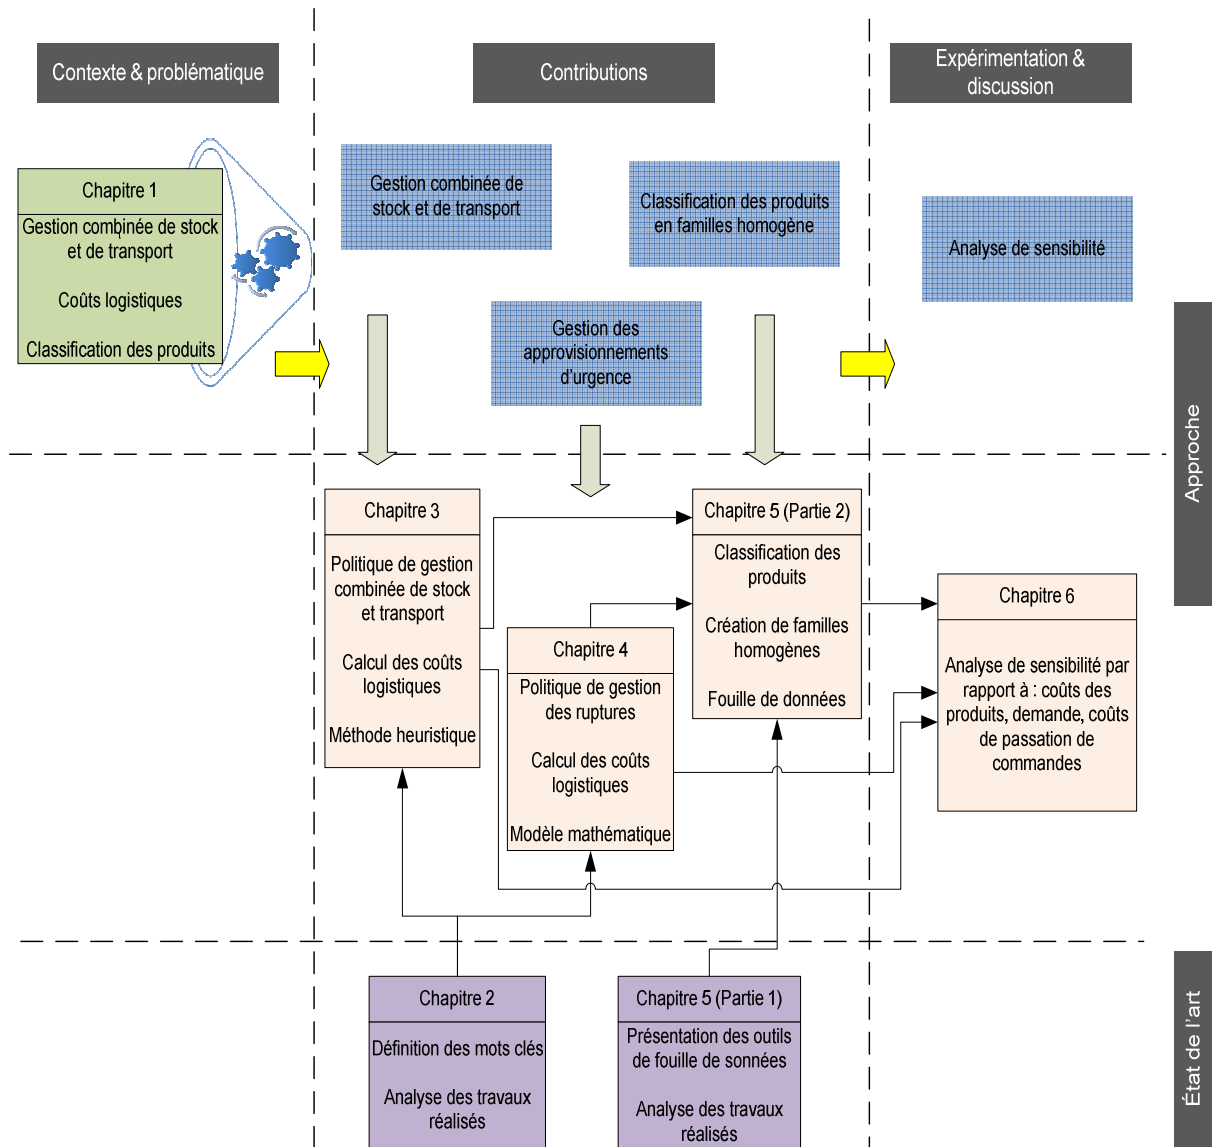 Contexte & problématique
Contributions
Expérimentation &
discussion
Chapitre 1
Gestion combinée de stock
et de transport
Coûts logistiques
Classification des produits
Gestion combinée de
stock et de transport
Classification des produits
en familles homogène
Gestion des
approvisionnements
d'urgence
Analyse de sensibilité
Approche
Chapitre 3
Politique de gestion
combinée de stock
et transport
Calcul des coûts
logistiques
Méthode heuristique
Chapitre 4
Politique de gestion
des ruptures
Calcul des coûts
logistiques
Modèle mathématique
Chapitre 5 (Partie 2)
Classification des
produits
Création de familles
homogènes
Fouille de données
Chapitre 6
Analyse de sensibilité par
rapport à : coûts des
produits, demande, coûts
de passation de
commandes
Chapitre 2
Définition des mots clés
Analyse des travaux
réalisés
Chapitre 5 (Partie 1)
Présentation des outils
de fouille de sonnées
Analyse des travaux
réalisés
État de l'art